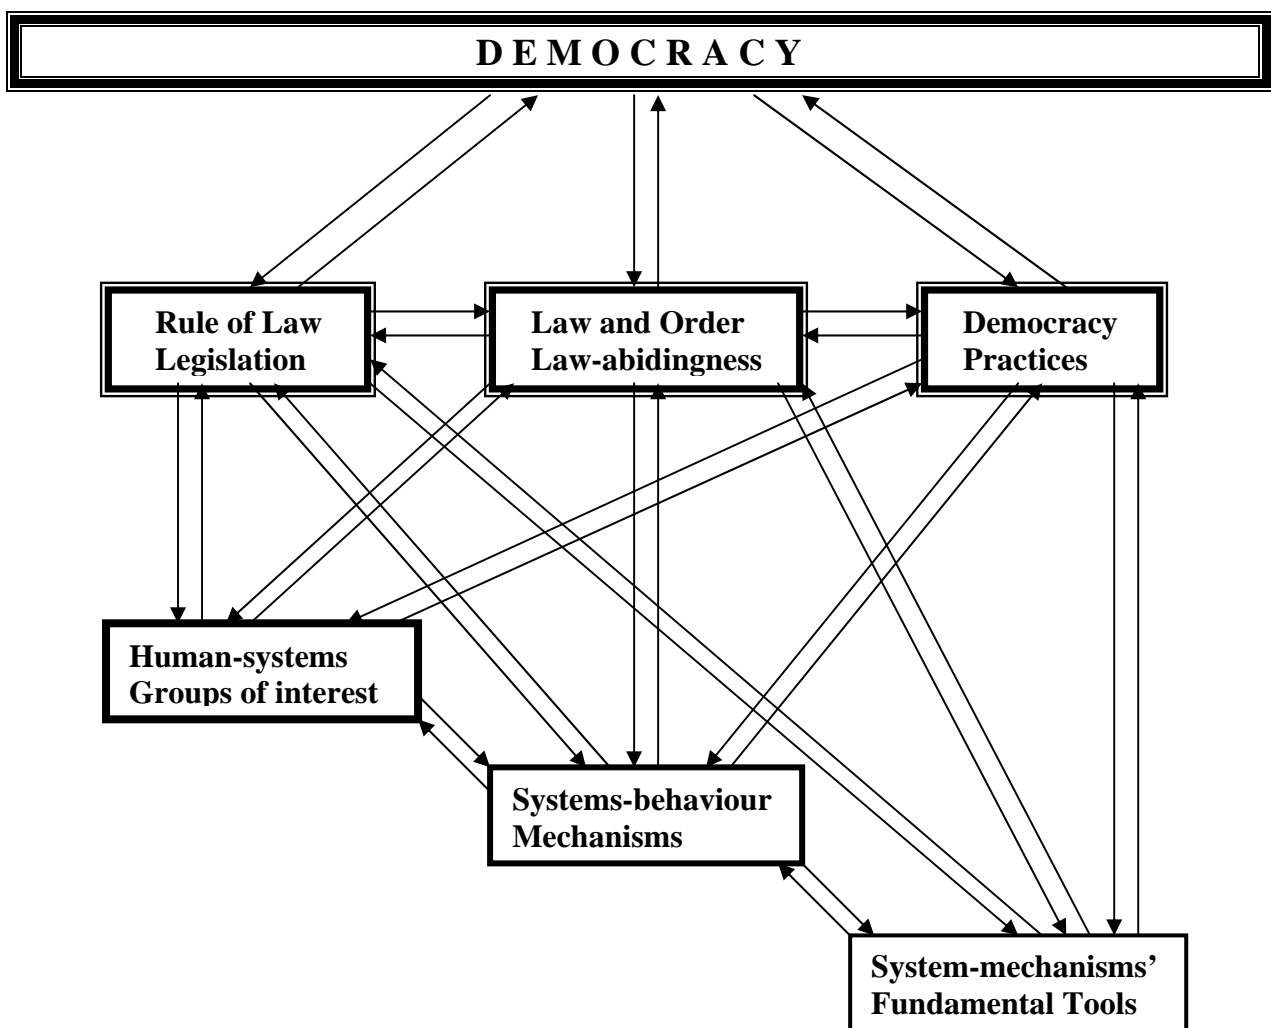 D E M O C R A C Y
Rule of Law
Legislation
Law and Order
Law-abidingness
Democracy
Practices
Human-systems
Groups of interest
Systems-behaviour
Mechanisms
System-mechanisms’
Fundamental Tools